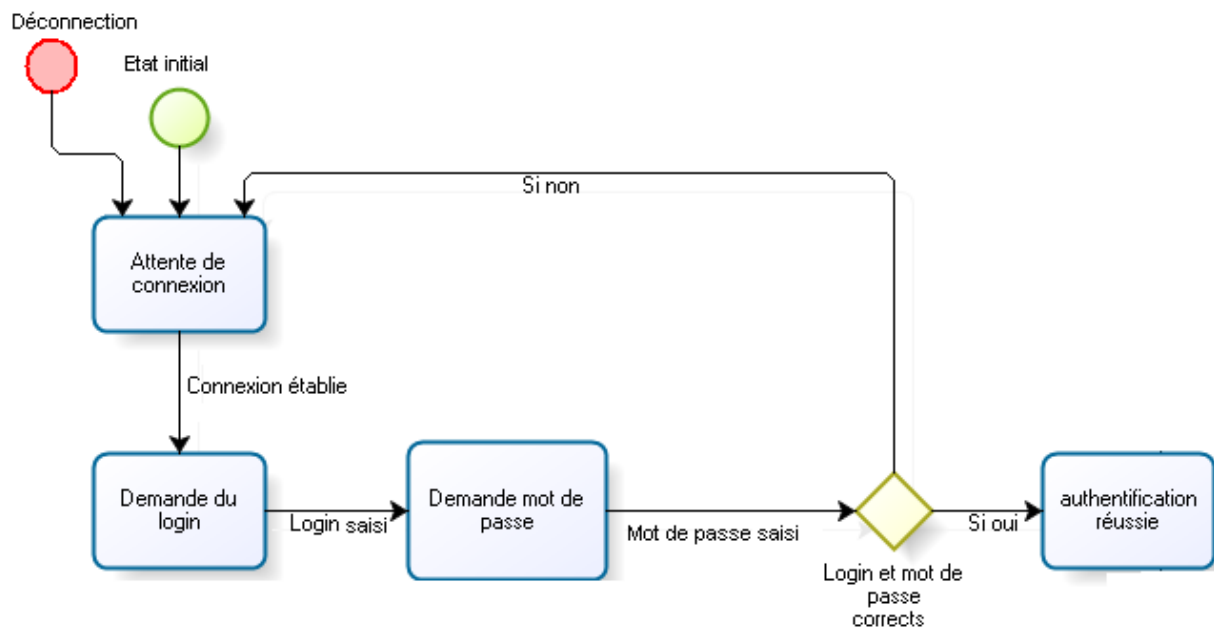 Déconnection
Etat initial
Si non
Attente de
connexion
Connexion établie
Demande du
login
Login saisi
Demande mot de
passe
Mot de passe saisi
Si oui
authentification
réussie
Login et mot de
passe
corrects